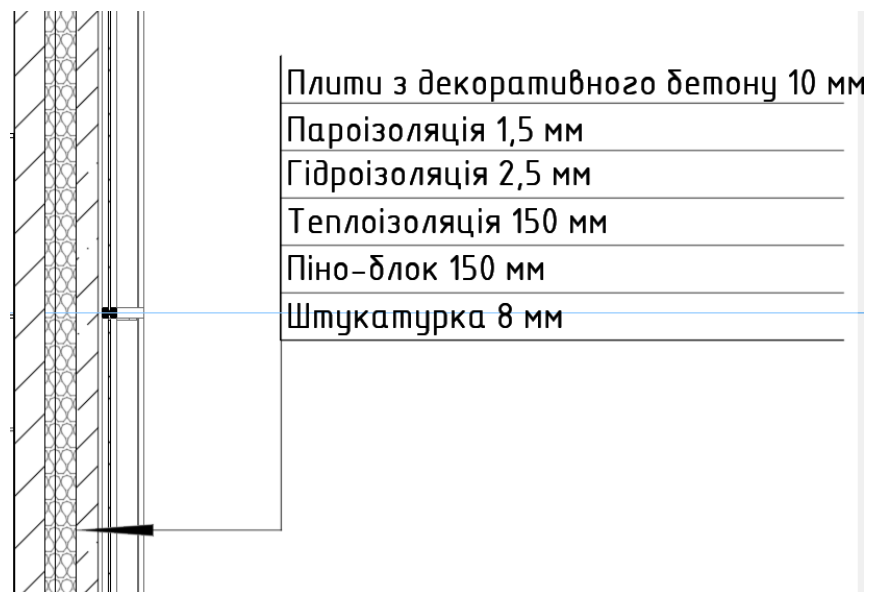 Плити з декоративного бетону 10 мм
Пароізоляція 1,5 мм
Гідроізоляція 2,5 мм
Теплоізоляція 150 мм
Піно-блок 150 мм
Штукатурка 8 мм